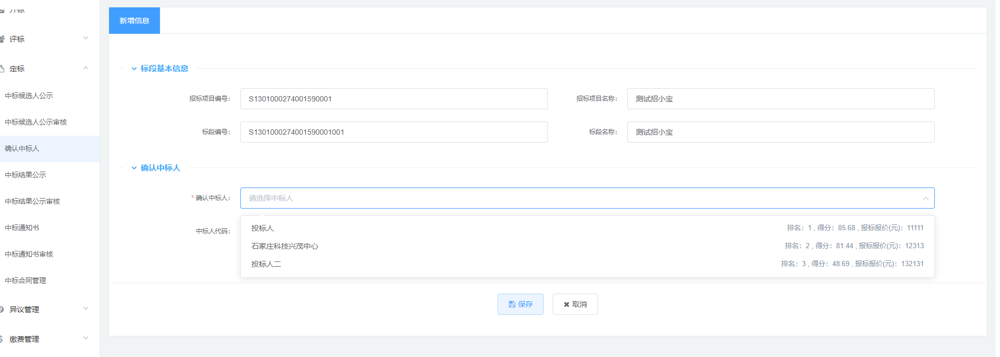 开标
评标
定标
中标候选人公示
中标候选人公示审核
确认中标人
中标结果公示
中标结果公示审核
中标通知书
中标通知书审核
中标合同管理
异议管理
缴费管理
新增信息
标段基本信息
招标项目编号： S1301000274001590001 招标项目名称： 测试招小宝
标段编号： S1301000274001590001001 标段名称： 测试招小宝
确认中标人
* 确认中标人： 请选择中标人
中标人代码：
投标人 排名：1 , 得分：85.68 , 报标报价(元)：11111
石家庄科技兴茂中心 排名：2 , 得分：81.44 , 报标报价(元)：12313
投标人二 排名：3 , 得分：48.69 , 报标报价(元)：132131
保存 取消